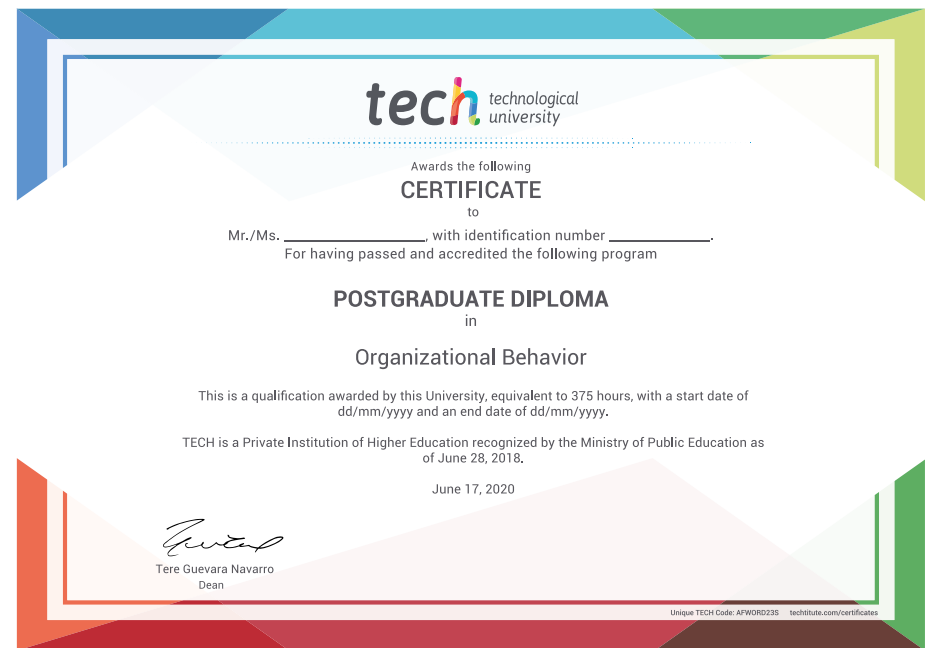 tech technological
university
Awards the following
CERTIFICATE
to
Mr./Ms. ____________________, with identification number ______________.
For having passed and accredited the following program
POSTGRADUATE DIPLOMA
in
Organizational Behavior
This is a qualification awarded by this University, equivalent to 375 hours, with a start date of
dd/mm/yyyy and an end date of dd/mm/yyyy.
TECH is a Private Institution of Higher Education recognized by the Ministry of Public Education as
of June 28, 2018.
June 17, 2020
Tere Guevara Navarro
Dean
Unique TECH Code: AFWORD23S techtitute.com/certificates